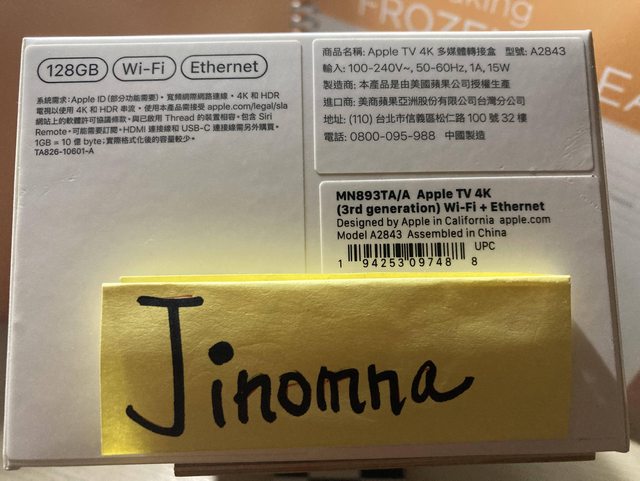 aking
FROZE
128GB Wi-Fi Ethernet
系統需求:Apple ID (部分功能需要)、寬頻網際網路連線。4K 和 HDR
電視以使用 4K 和 HDR 串流。使用本產品需接受 apple.com/legal/sla
網站上的軟體許可協議條款。與已啟用 Thread 的裝置相容。包含 Siri
Remote。可能需要訂閱。HDMI 連接線和 USB-C 連接線需另外購買。
1GB = 10 億 byte;實際格式化後的容量較少。
TA826-10601-A
商品名稱: Apple TV 4K 多媒體轉接盒 型號: A2843
輸入: 100-240V~, 50-60Hz, 1A, 15W
製造商: 本產品是由美國蘋果公司授權生產
進口商: 美商蘋果亞洲股份有限公司台灣分公司
地址: (110) 台北市信義區松仁路 100 號 32 樓
電話: 0800-095-988 中國製造
MN893TA/A Apple TV 4K
(3rd generation) Wi-Fi + Ethernet
Designed by Apple in California apple.com
Model A2843 Assembled in China
UPC
1 94253 09748 8
Jinomna